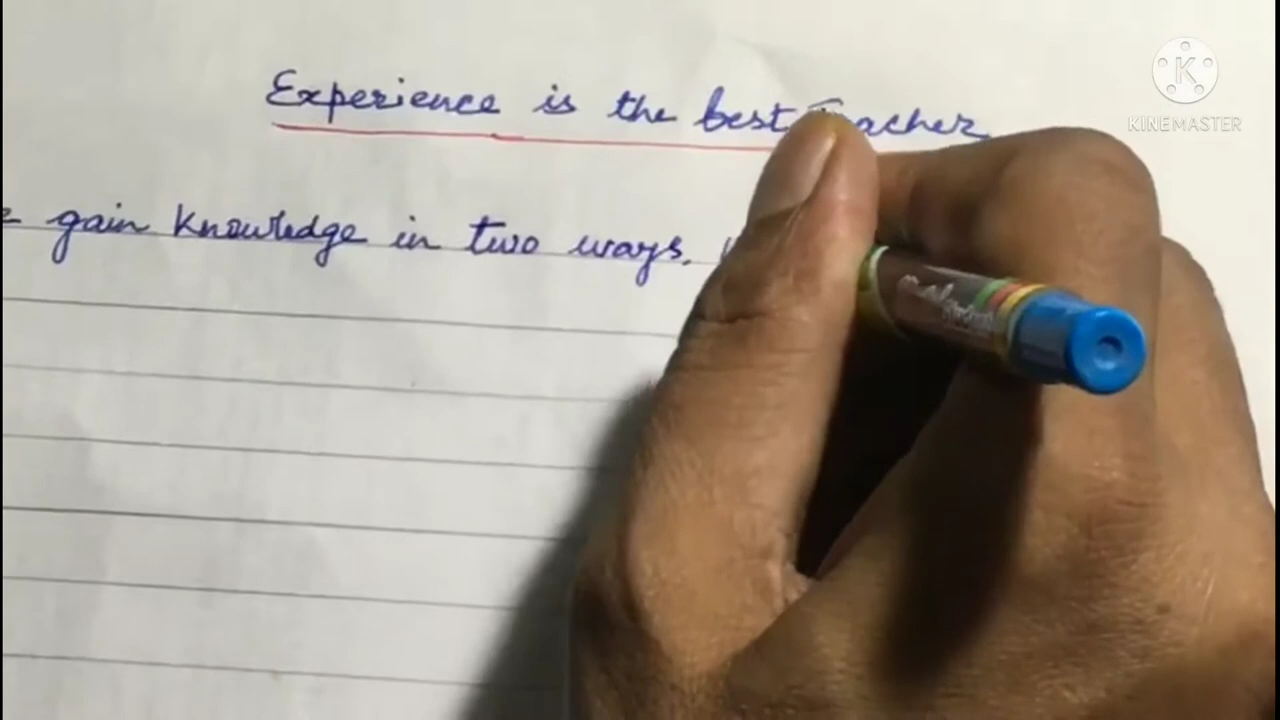 Experience is the best Teacher
gain Knowledge in two ways.
KINEMASTER